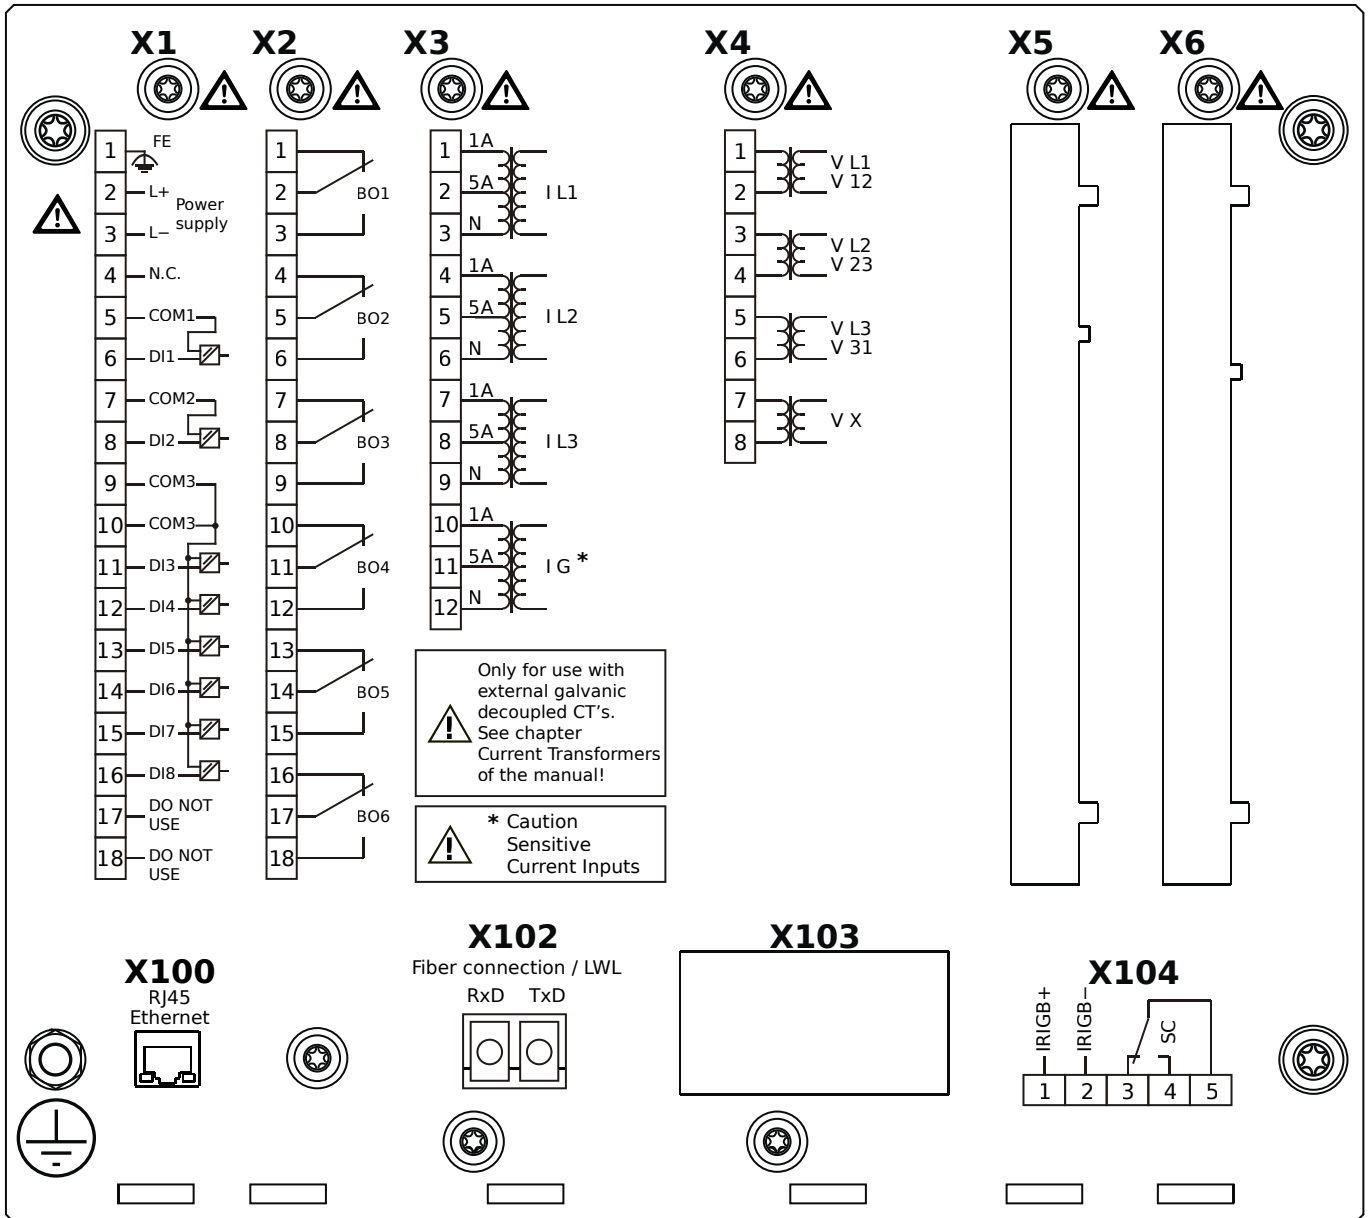 X1
X2
X3
X4
X5
X6
1 FE
2 L+
Power
supply
3 L−
4 N.C.
5 COM1
6 DI1
7 COM2
8 DI2
9 COM3
10 COM3
11 DI3
12 DI4
13 DI5
14 DI6
15 DI7
16 DI8
17 DO NOT
USE
18 DO NOT
USE
1
2 BO1
3
4
5 BO2
6
7
8 BO3
9
10
11 BO4
12
13
14 BO5
15
16
17 BO6
18
1 1A
2 5A I L1
3 N
4 1A
5 5A I L2
6 N
7 1A
8 5A I L3
9 N
10 1A
11 5A I G *
12 N
Only for use with
external galvanic
decoupled CT's.
See chapter
Current Transformers
of the manual!
* Caution
Sensitive
Current Inputs
1 V L1
2 V 12
3 V L2
4 V 23
5 V L3
6 V 31
7 V X
8
X100
RJ45
Ethernet
X102
Fiber connection / LWL
RxD TxD
X103
X104
IRIGB+
IRIGB−
SC
1 2 3 4 5